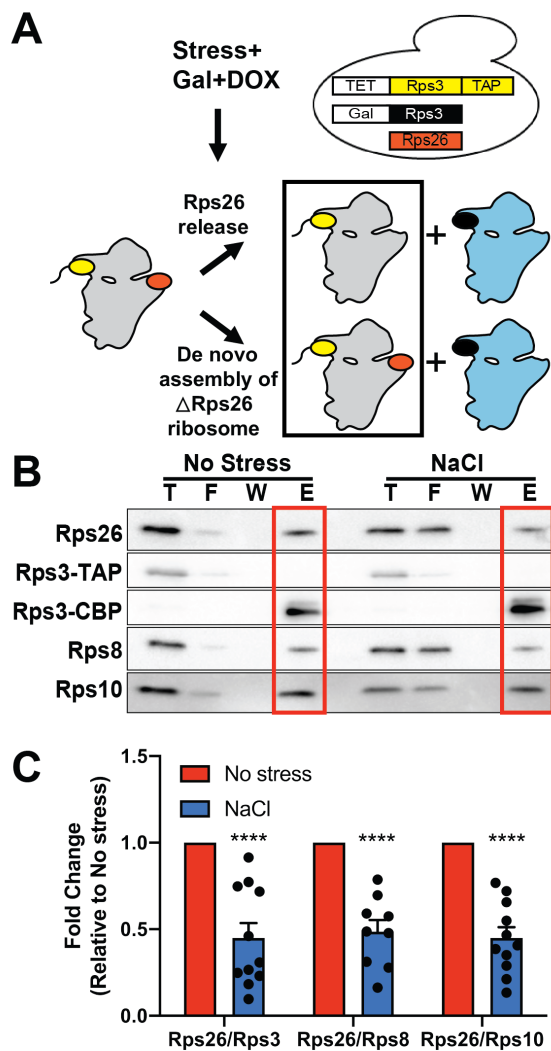 A
Stress+
Gal+DOX
TET Rps3 TAP
Gal Rps3
Rps26
Rps26
release
+
De novo
assembly of
△Rps26
ribosome
+
B
No Stress NaCl
T F W E T F W E
Rps26
Rps3-TAP
Rps3-CBP
Rps8
Rps10
C
Fold Change
(Relative to No stress)
1.5
1.0
0.5
0.0
No stress
NaCl
**** **** ****
Rps26/Rps3 Rps26/Rps8 Rps26/Rps10